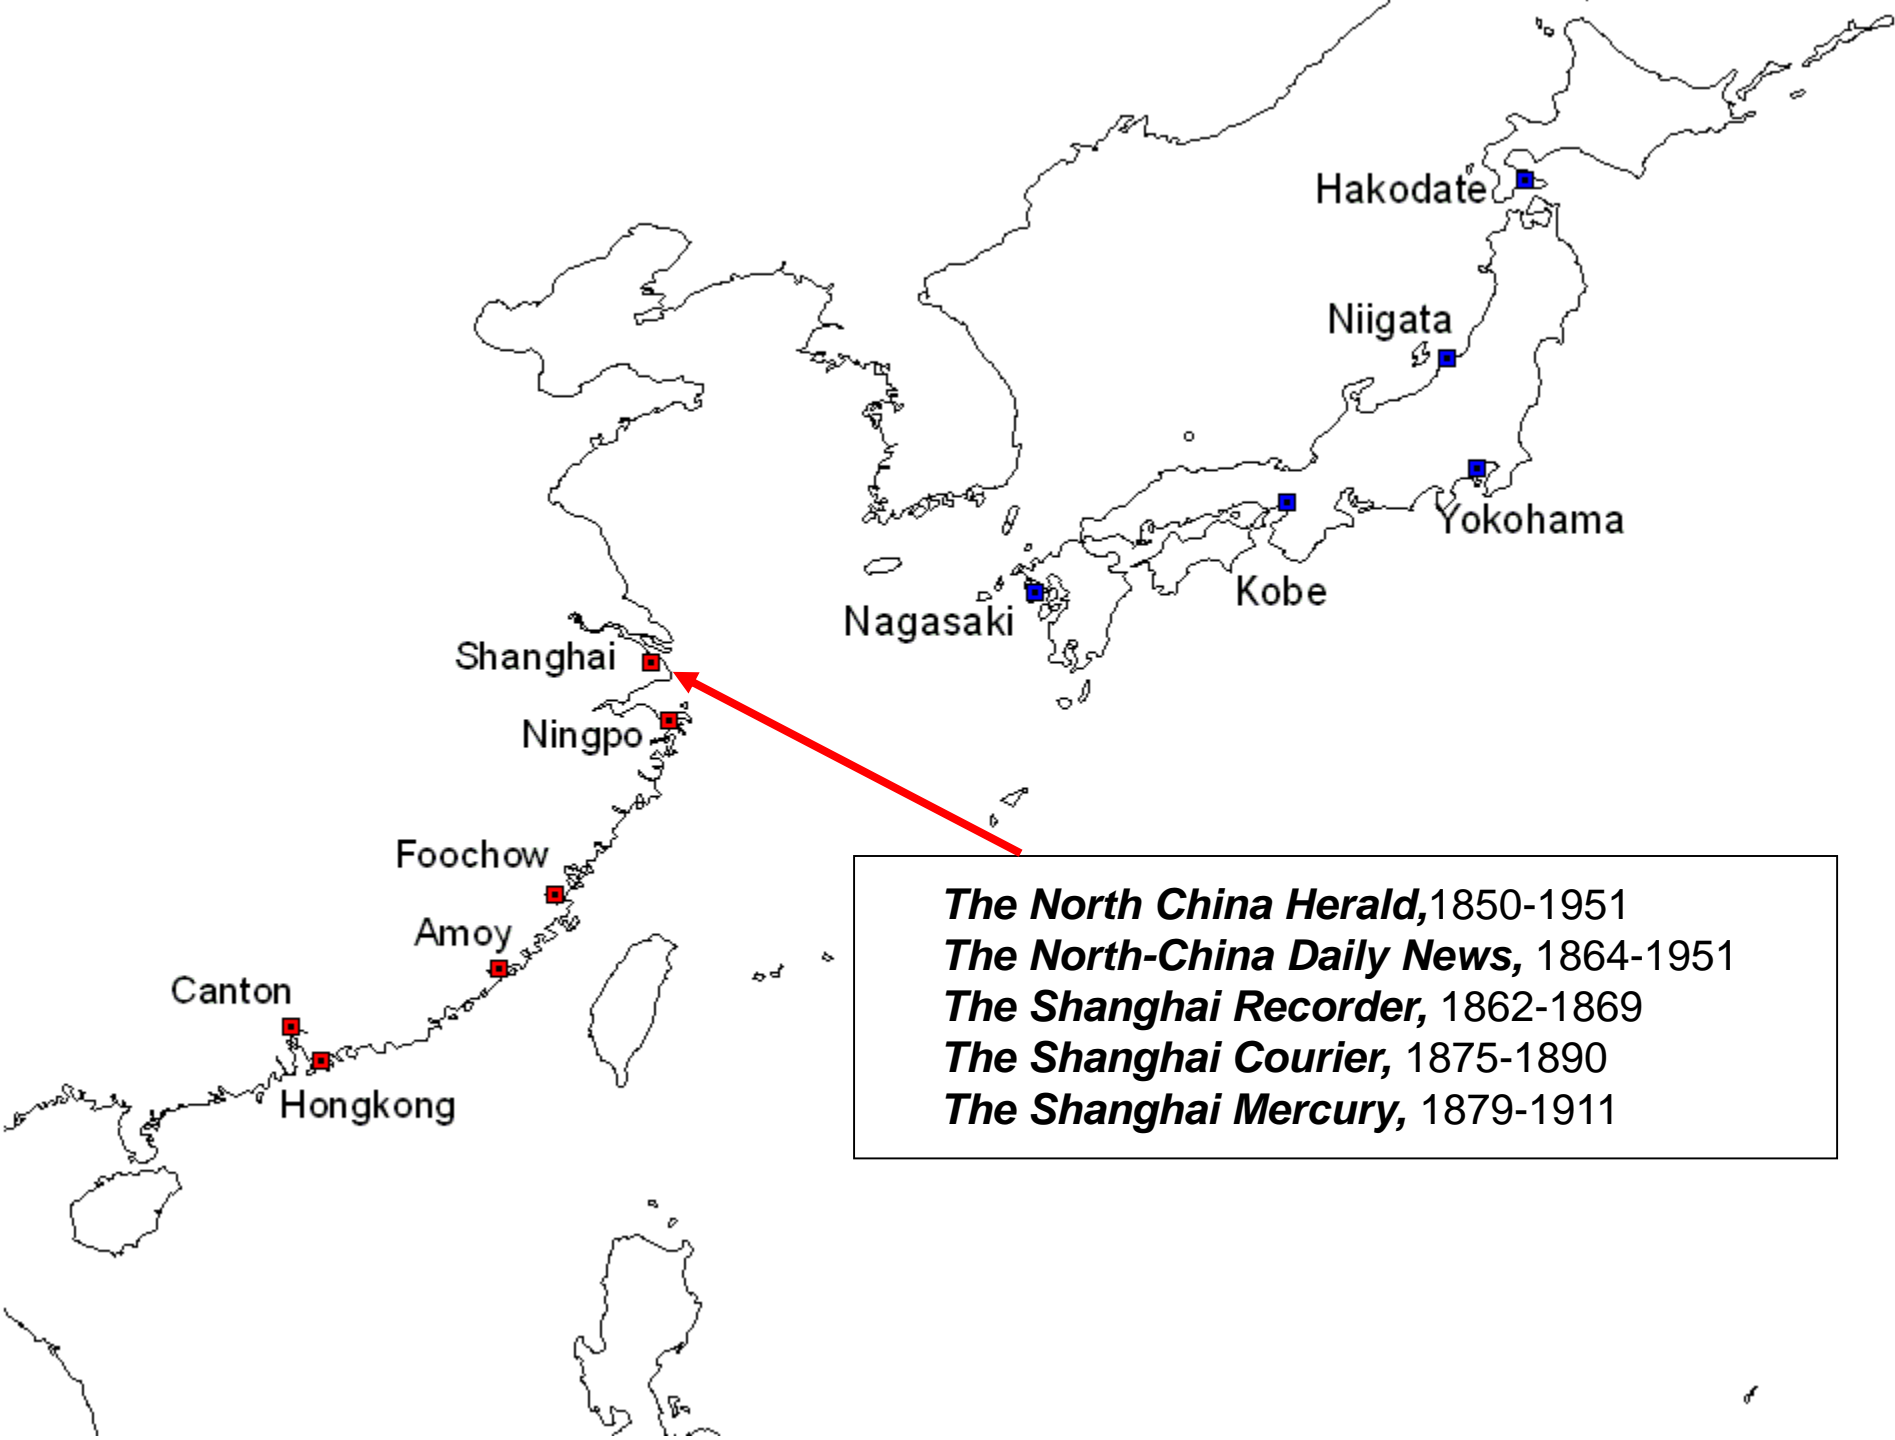 Hakodate
Niigata
Yokohama
Kobe
Nagasaki
Shanghai
Ningpo
Foochow
Amoy
Canton
Hongkong
The North China Herald,1850-1951
The North-China Daily News, 1864-1951
The Shanghai Recorder, 1862-1869
The Shanghai Courier, 1875-1890
The Shanghai Mercury, 1879-1911